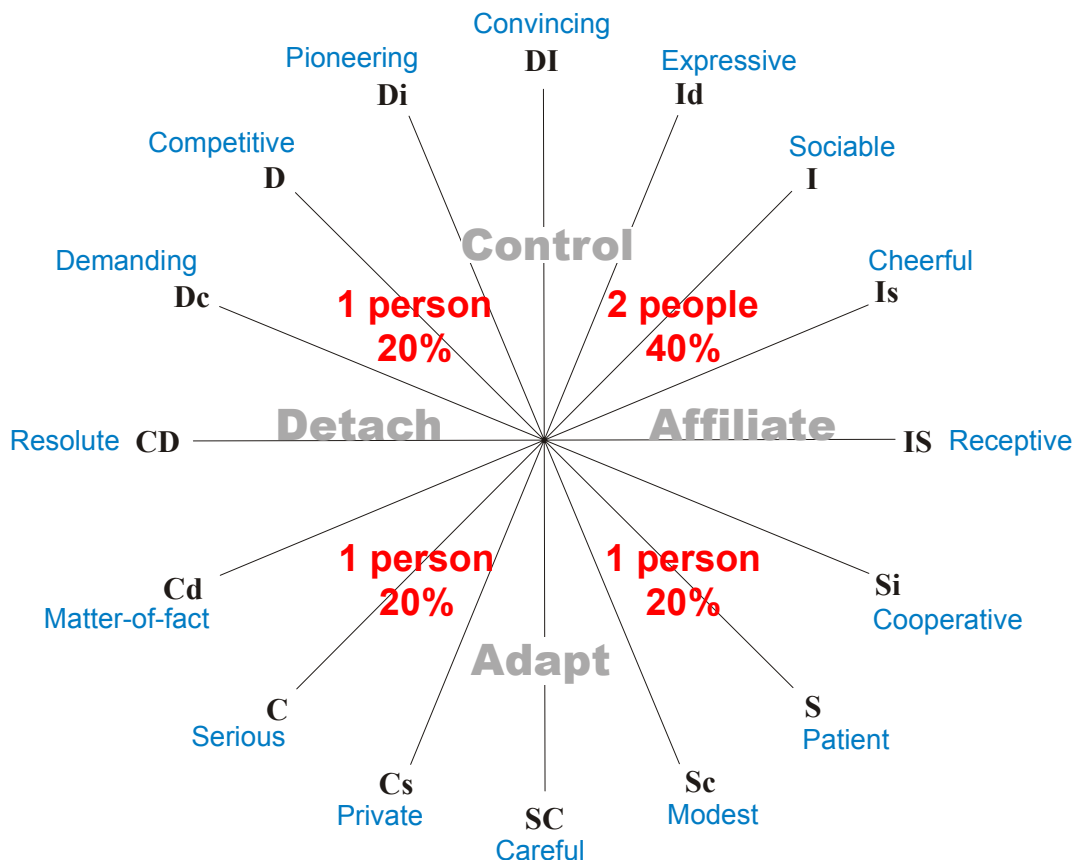 Convincing
DI
Pioneering
Di
Expressive
Id
Competitive
D
Sociable
I
Control
Demanding
Dc
Cheerful
Is
1 person
20%
2 people
40%
Detach
Affiliate
Resolute CD
IS Receptive
1 person
20%
1 person
20%
Cd
Matter-of-fact
Si
Cooperative
Adapt
C
Serious
S
Patient
Cs
Private
Sc
Modest
SC
Careful